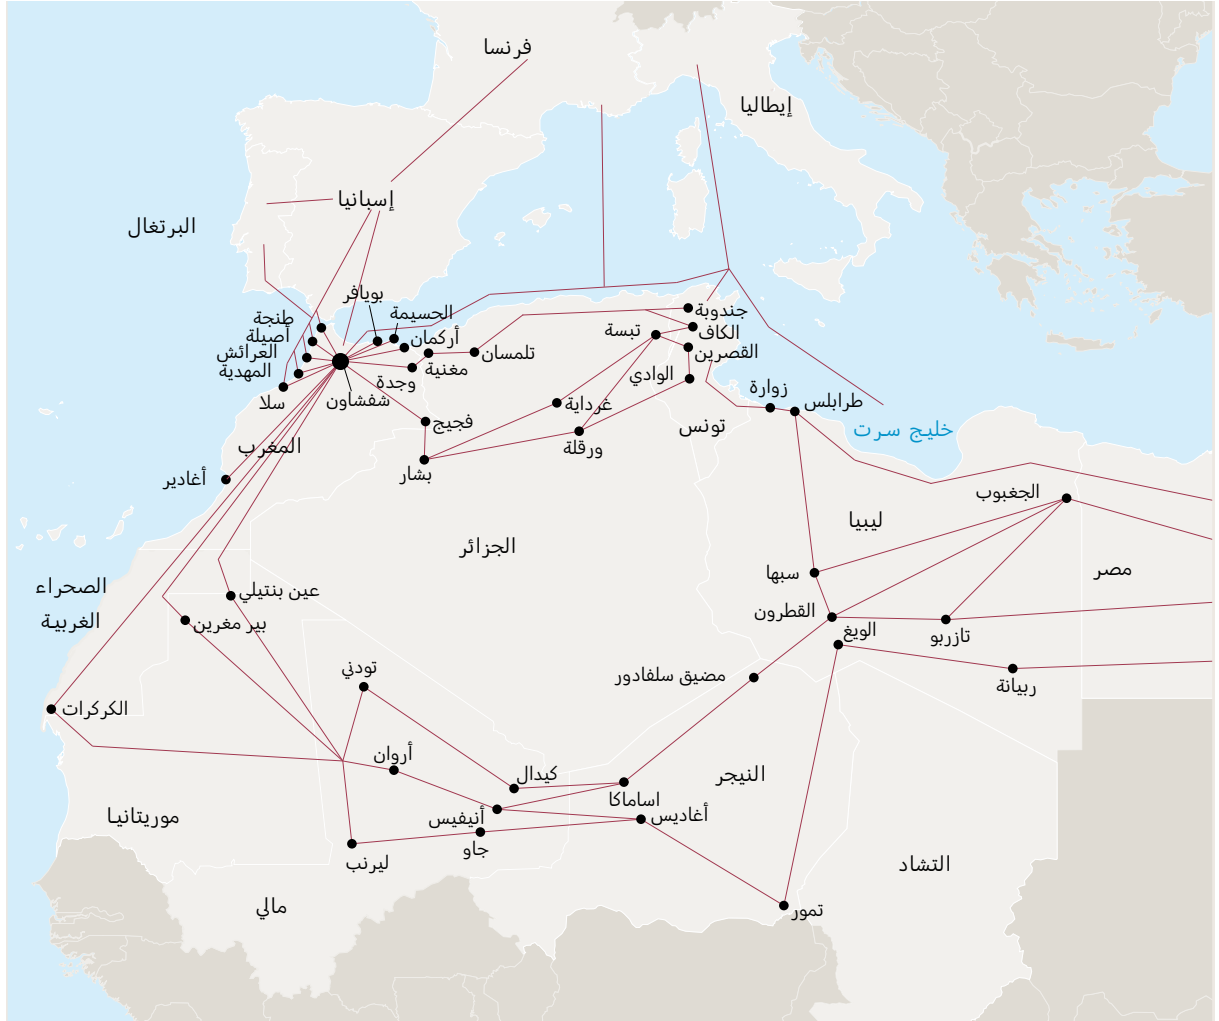 فرنسا
إيطاليا
إسبانيا
البرتغال
بويافر
الحسيمة
طنجة
أصيلة
العرائش
المهدية
سلا
شفشاون
أركمان
وجدة
مغنية
تلمسان
جندوبة
الكاف
تبسة
القصرين
الوادي
غرداية
ورقلة
فجيج
بشار
زوارة
طرابلس
تونس
خليج سرت
المغرب
أغادير
الجغبوب
ليبيا
الجزائر
مصر
سبها
الصحراء
الغربية
عين بنتيلي
بير مغرين
القطرون
الويغ
تازربو
ربيانة
تودني
مضيق سلفادور
الكركرات
أروان
كيدال
النيجر
اساماكا
أغاديس
أنيفيس
موريتانيا
جاو
ليرنب
التشاد
مالي
تمور